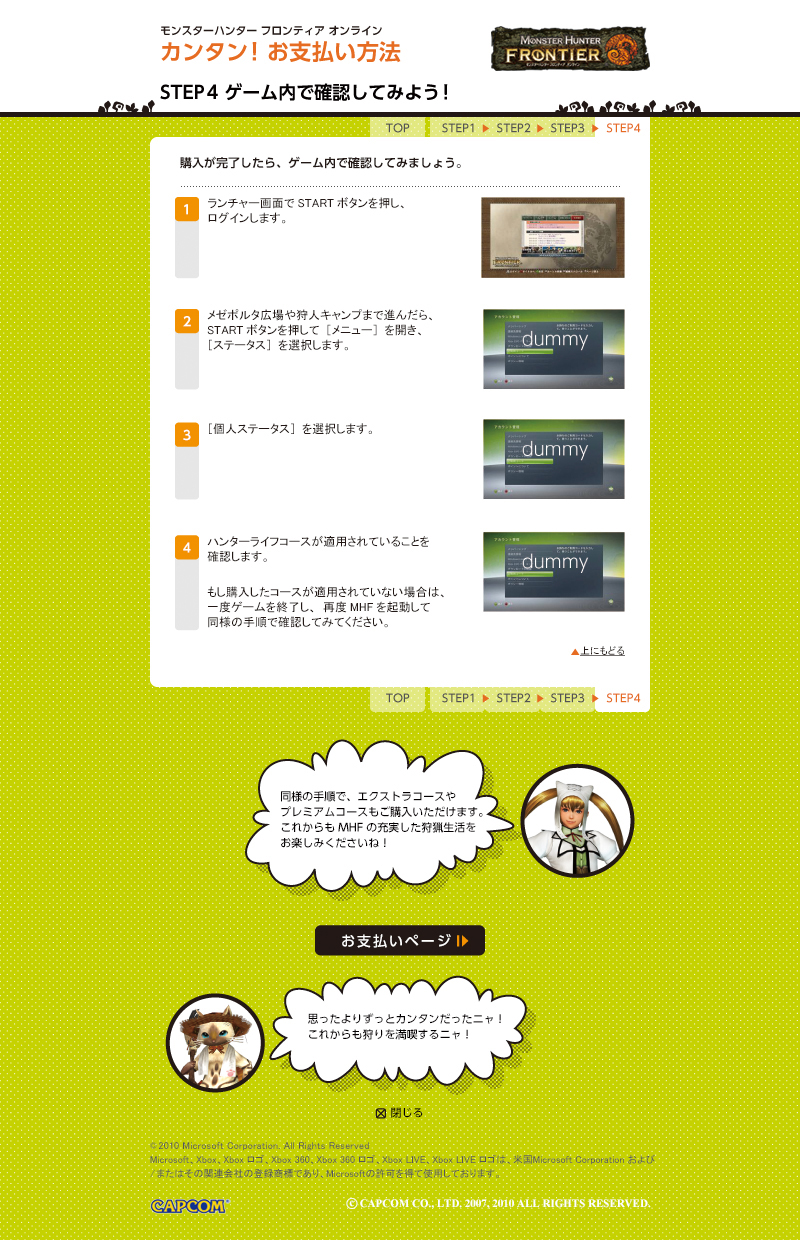 モンスターハンター フロンティア オンライン
カンタン！お支払い方法
MONSTER HUNTER
FRONTIER
モンスターハンター フロンティア オンライン
STEP4 ゲーム内で確認してみよう！
TOP STEP1 ▶ STEP2 ▶ STEP3 ▶ STEP4
購入が完了したら、ゲーム内で確認してみましょう。
1
ランチャー画面で START ボタンを押し、
ログインします。
2
メゼポルタ広場や狩人キャンプまで進んだら、
START ボタンを押して［メニュー］を開き、
［ステータス］を選択します。
dummy
3
［個人ステータス］を選択します。
dummy
4
ハンターライフコースが適用されていることを
確認します。
もし購入したコースが適用されていない場合は、
一度ゲームを終了し、再度 MHF を起動して
同様の手順で確認してみてください。
dummy
▲上にもどる
TOP STEP1 ▶ STEP2 ▶ STEP3 ▶ STEP4
同様の手順で、エクストラコースや
プレミアムコースもご購入いただけます。
これからも MHF の充実した狩猟生活を
お楽しみくださいね！
お支払いページ
思ったよりずっとカンタンだったニャ！
これからも狩りを満喫するニャ！
閉じる
©2010 Microsoft Corporation. All Rights Reserved
Microsoft、Xbox、Xbox ロゴ、Xbox 360、Xbox 360 ロゴ、Xbox LIVE、Xbox LIVE ロゴは、米国Microsoft Corporation および
/またはその関連会社の登録商標であり、Microsoftの許可を得て使用しております。
CAPCOM®
©CAPCOM CO., LTD. 2007, 2010 ALL RIGHTS RESERVED.